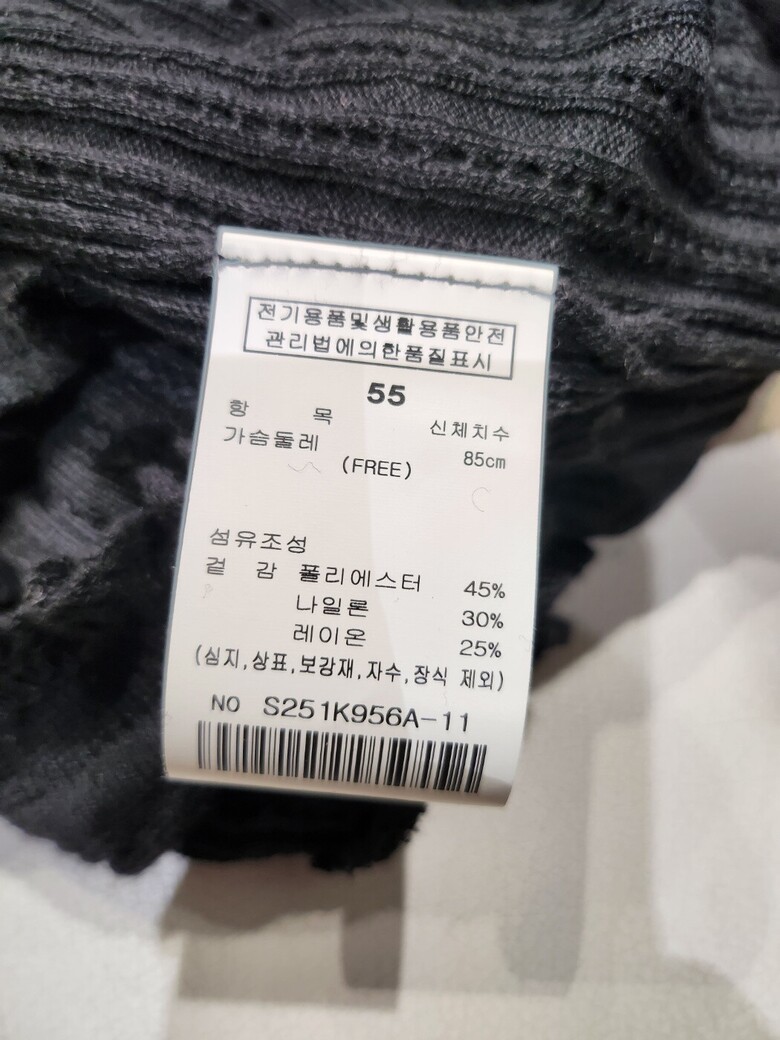 전기용품및생활용품안전
관리법에의한품질표시
55
항 목 신체치수
가슴둘레 85cm
(FREE)
섬유조성
겉 감 폴리에스터 45%
나일론 30%
레이온 25%
(심지,상표,보강재,자수,장식 제외)
NO S251K956A-11